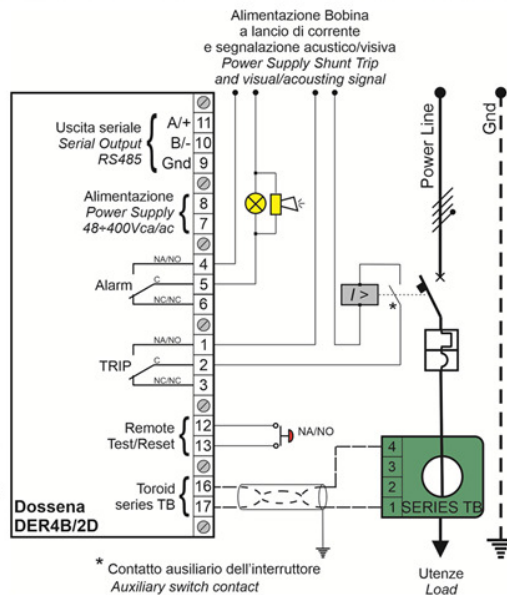 Alimentazione Bobina
a lancio di corrente
e segnalazione acustico/visiva
Power Supply Shunt Trip
and visual/acousting signal
Power Line
Gnd
Uscita seriale
Serial Output
RS485
A/+ 11
B/- 10
Gnd 9
Alimentazione
Power Supply
48÷400Vca/ac
8
7
Alarm
NA/NO 4
C 5
NC/NC 6
I >
*
TRIP
NA/NO 1
C 2
NC/NC 3
Remote
Test/Reset
12
13
NA/NO
Toroid
series TB
16
17
4
3
2
1
SERIES TB
Dossena
DER4B/2D
* Contatto ausiliario dell'interruttore
Auxiliary switch contact
Utenze
Load